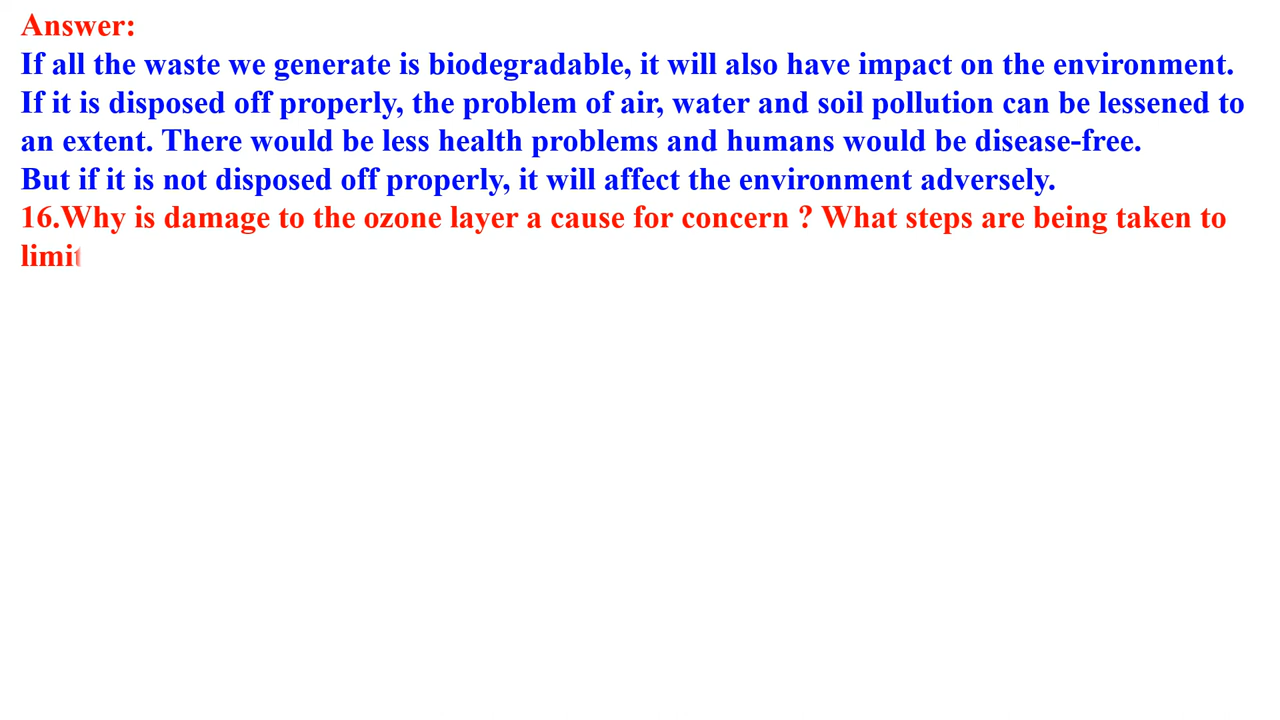 Answer:
If all the waste we generate is biodegradable, it will also have impact on the environment.
If it is disposed off properly, the problem of air, water and soil pollution can be lessened to
an extent. There would be less health problems and humans would be disease-free.
But if it is not disposed off properly, it will affect the environment adversely.
16.Why is damage to the ozone layer a cause for concern ? What steps are being taken to
limit